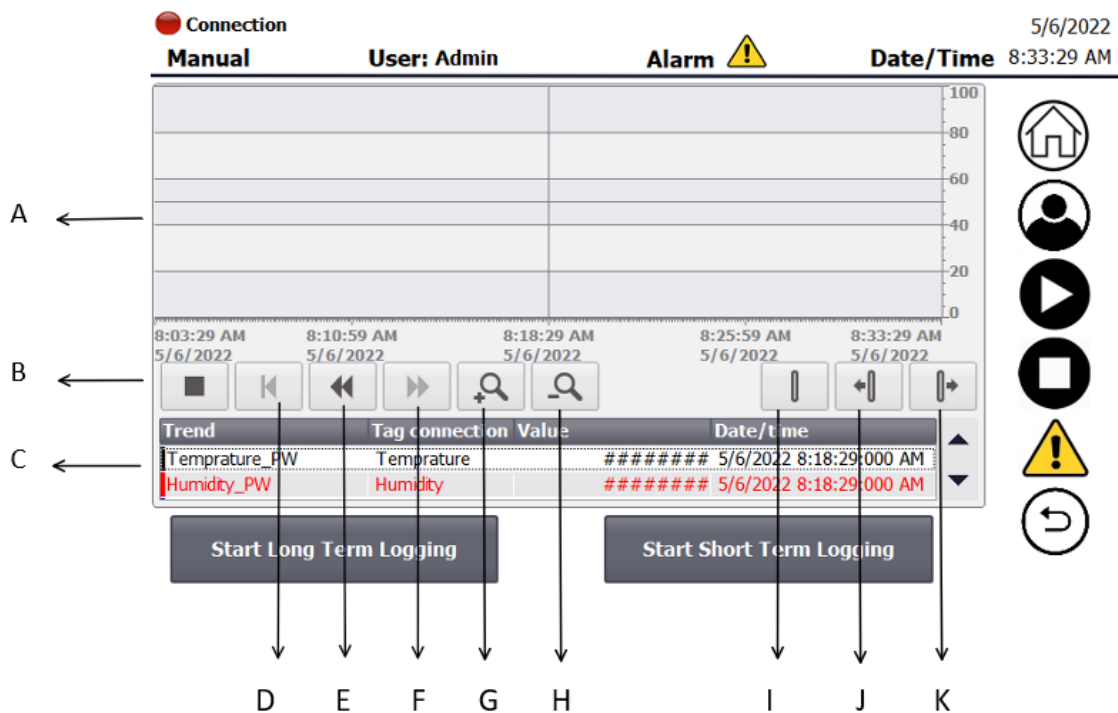 Connection
5/6/2022
Manual User: Admin Alarm Date/Time 8:33:29 AM
100
80
60
A
40
20
0
8:03:29 AM 8:10:59 AM 8:18:29 AM 8:25:59 AM 8:33:29 AM
5/6/2022 5/6/2022 5/6/2022 5/6/2022 5/6/2022
B
Trend Tag connection Value Date/time
C
Temprature_PW Temprature ######## 5/6/2022 8:18:29:000 AM
Humidity_PW Humidity ######## 5/6/2022 8:18:29:000 AM
Start Long Term Logging Start Short Term Logging
D E F G H I J K